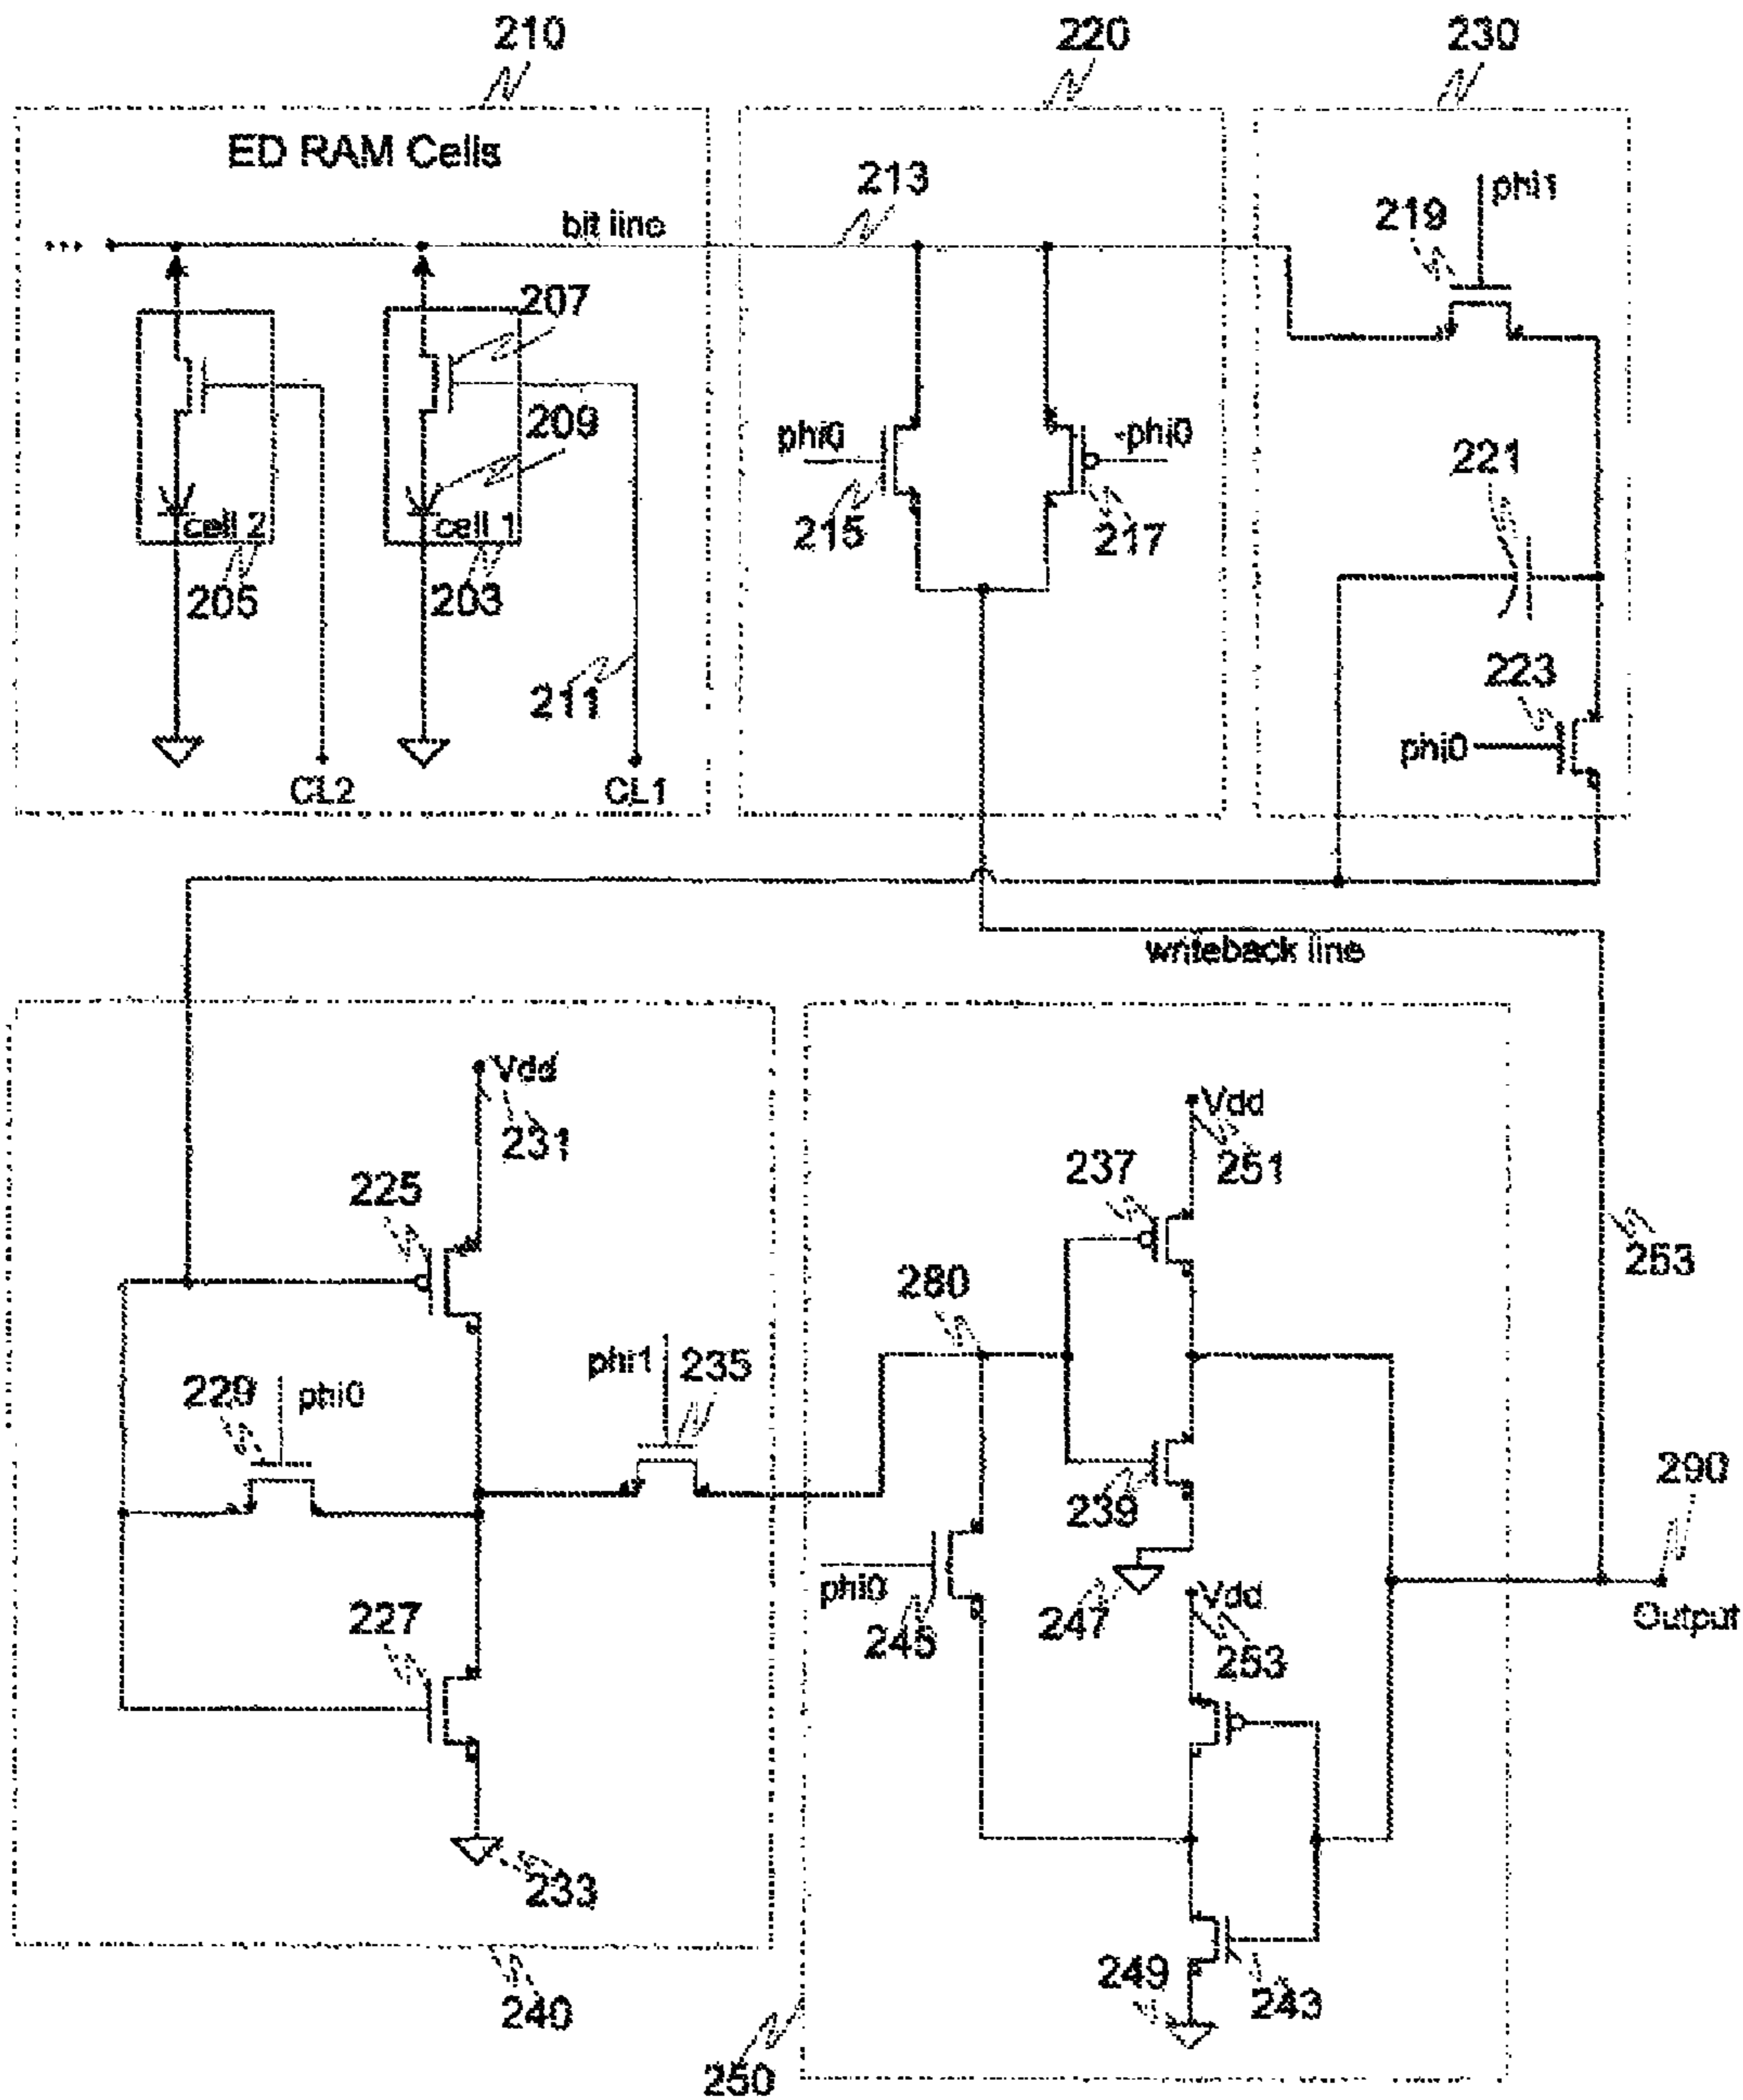 210
220
230
ED RAM Cells
213
phi1
219
bit line
207
209
phi0
-phi0
221
215
217
cell 2
cell 1
205
203
223
211
phi0
CL2
CL1
writeback line
Vdd
231
Vdd
251
237
225
253
280
phi1
235
229
phi0
290
239
phi0
247
Vdd
Output
245
253
227
233
249
243
240
250